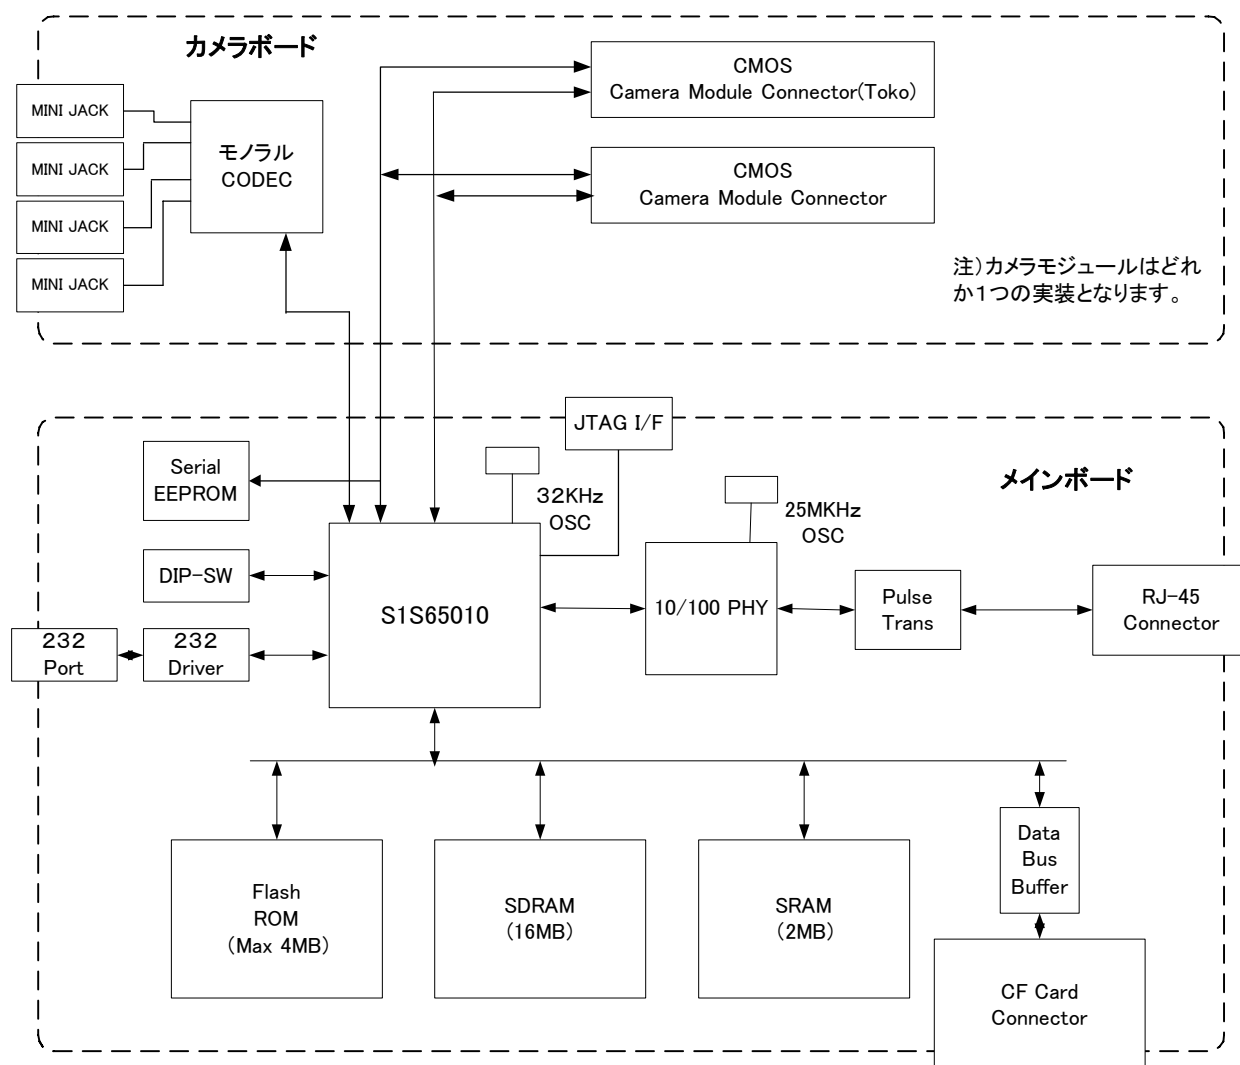 カメラボード
CMOS
Camera Module Connector(Toko)
MINI JACK
MINI JACK
MINI JACK
MINI JACK
モノラル
CODEC
CMOS
Camera Module Connector
注)カメラモジュールはどれ
か１つの実装となります。
JTAG I/F
メインボード
Serial
EEPROM
32KHz
OSC
25MKHz
OSC
DIP-SW
S1S65010
10/100 PHY
Pulse
Trans
RJ-45
Connector
232
Port
232
Driver
Flash
ROM
(Max 4MB)
SDRAM
(16MB)
SRAM
(2MB)
Data
Bus
Buffer
CF Card
Connector